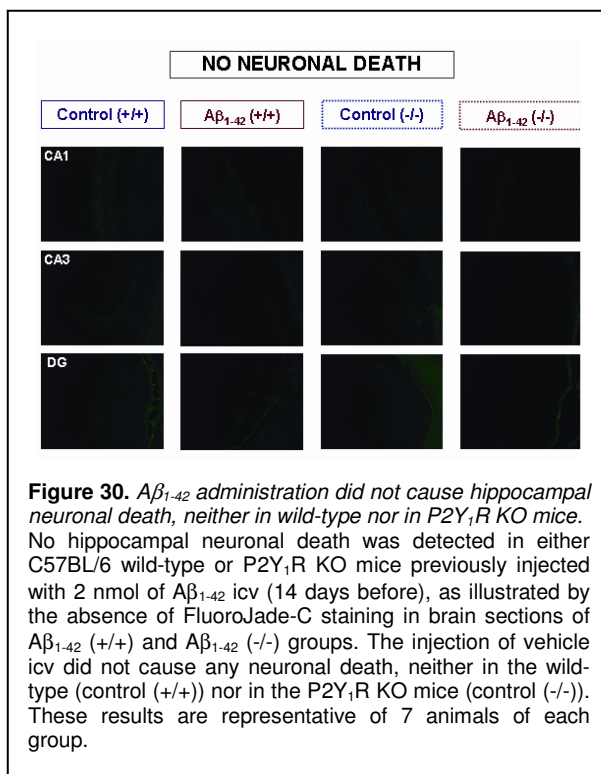 NO NEURONAL DEATH
Control (+/+) Aβ1-42 (+/+) Control (-/-) Aβ1-42 (-/-)
CA1
CA3
DG
Figure 30. Aβ1-42 administration did not cause hippocampal
neuronal death, neither in wild-type nor in P2Y1R KO mice.
No hippocampal neuronal death was detected in either
C57BL/6 wild-type or P2Y1R KO mice previously injected
with 2 nmol of Aβ1-42 icv (14 days before), as illustrated by
the absence of FluoroJade-C staining in brain sections of
Aβ1-42 (+/+) and Aβ1-42 (-/-) groups. The injection of vehicle
icv did not cause any neuronal death, neither in the wild-
type (control (+/+)) nor in the P2Y1R KO mice (control (-/-)).
These results are representative of 7 animals of each
group.